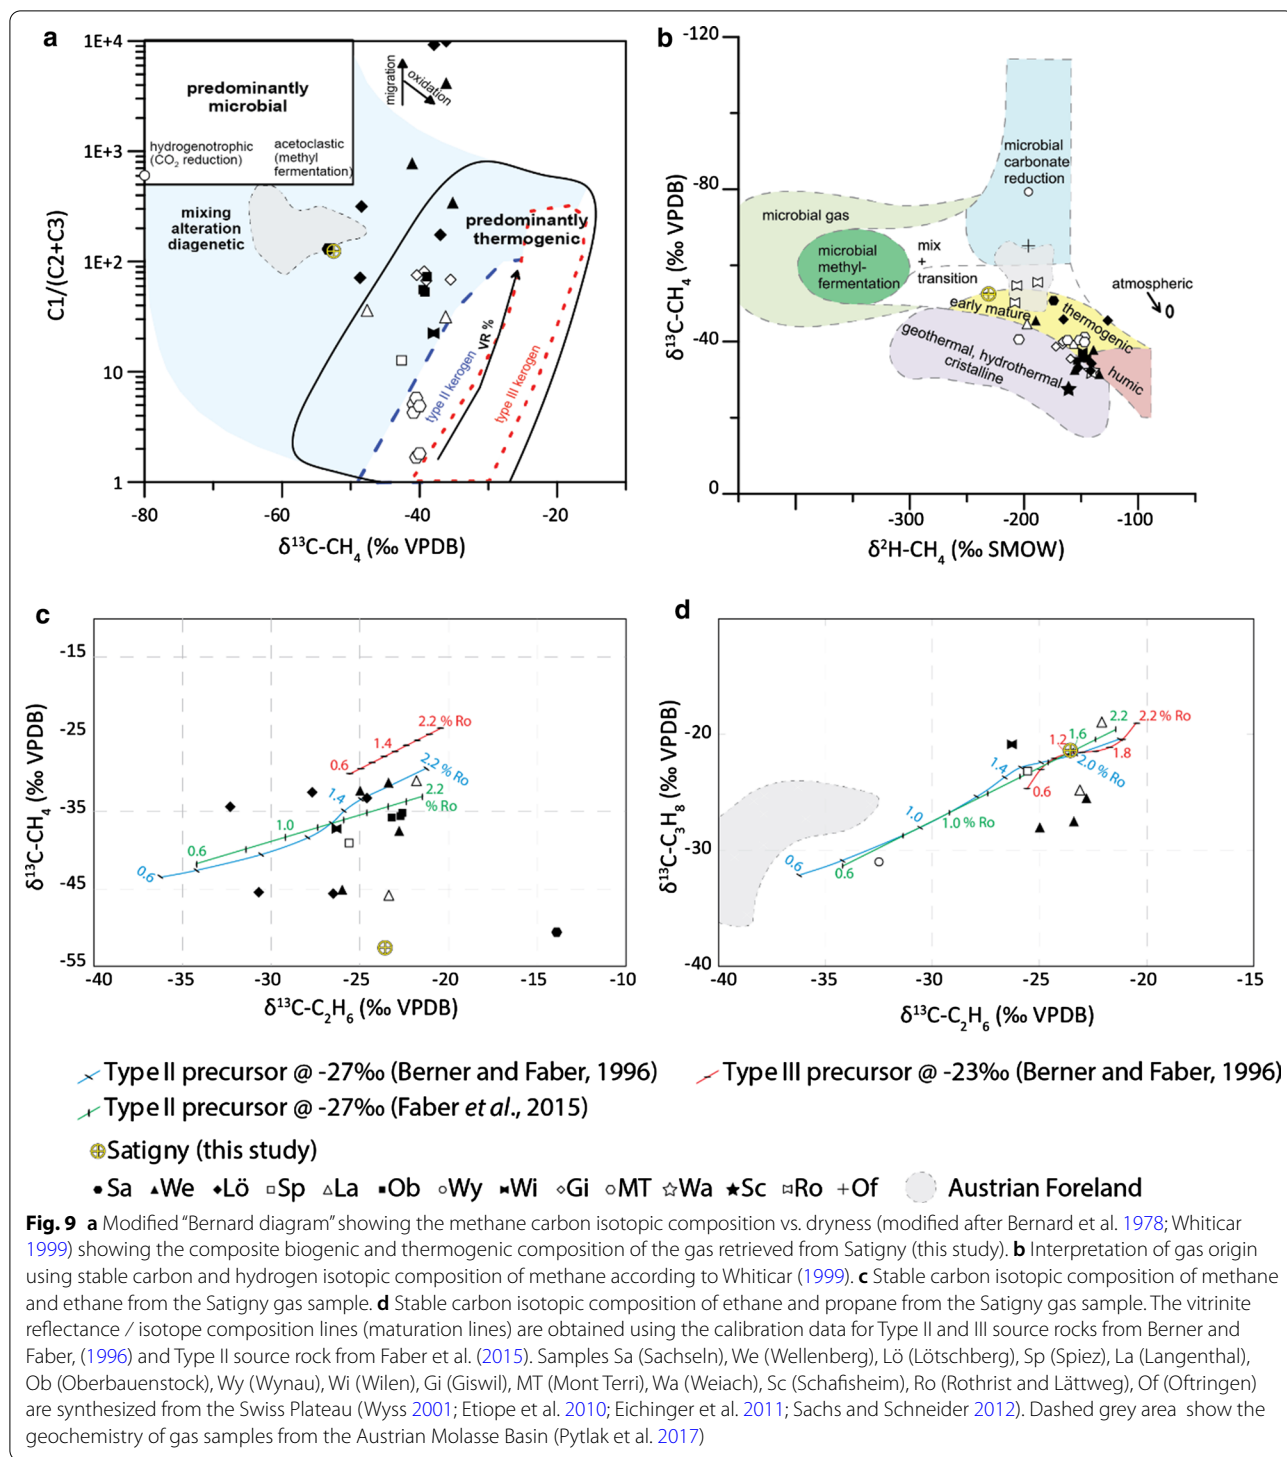 a
1E+4
1E+3
1E+2
10
1
C1/(C2+C3)
-80
-60
-40
-20
δ¹³C-CH₄ (‰ VPDB)
predominantly
microbial
hydrogenotrophic
(CO₂ reduction)
acetoclastic
(methyl
fermentation)
migration
oxidation
mixing
alteration
diagenetic
predominantly
thermogenic
VR %
type II kerogen
type III kerogen
b
-120
-80
-40
0
δ¹³C-CH₄ (‰ VPDB)
-300
-200
-100
δ²H-CH₄ (‰ SMOW)
microbial
carbonate
reduction
microbial gas
microbial
methyl-
fermentation
mix
+
transition
atmospheric
early mature
thermogenic
geothermal, hydrothermal
cristalline
humic
c
-15
-25
-35
-45
-55
δ¹³C-CH₄ (‰ VPDB)
-40
-35
-30
-25
-20
-10
δ¹³C-C₂H₆ (‰ VPDB)
2.2 % Ro
1.4
0.6
2.2 % Ro
1.4
2.2
% Ro
1.0
0.6
0.6
d
-20
-30
-40
δ¹³C-C₃H₈ (‰ VPDB)
-35
-30
-25
-20
-15
δ¹³C-C₂H₆ (‰ VPDB)
2.2
2.2 % Ro
1.6
1.2
1.8
2.0 % Ro
1.4
0.6
1.0
1.0 % Ro
0.6
0.6
Type II precursor @ -27‰ (Berner and Faber, 1996)
Type III precursor @ -23‰ (Berner and Faber, 1996)
Type II precursor @ -27‰ (Faber et al., 2015)
Satigny (this study)
Sa We Lö Sp La Ob Wy Wi Gi MT Wa Sc Ro Of Austrian Foreland
Fig. 9 a Modified "Bernard diagram" showing the methane carbon isotopic composition vs. dryness (modified after Bernard et al. 1978; Whiticar
1999) showing the composite biogenic and thermogenic composition of the gas retrieved from Satigny (this study). b Interpretation of gas origin
using stable carbon and hydrogen isotopic composition of methane according to Whiticar (1999). c Stable carbon isotopic composition of methane
and ethane from the Satigny gas sample. d Stable carbon isotopic composition of ethane and propane from the Satigny gas sample. The vitrinite
reflectance / isotope composition lines (maturation lines) are obtained using the calibration data for Type II and III source rocks from Berner and
Faber, (1996) and Type II source rock from Faber et al. (2015). Samples Sa (Sachseln), We (Wellenberg), Lö (Lötschberg), Sp (Spiez), La (Langenthal),
Ob (Oberbauenstock), Wy (Wynau), Wi (Wilen), Gi (Giswil), MT (Mont Terri), Wa (Weiach), Sc (Schafisheim), Ro (Rothrist and Lättweg), Of (Oftringen)
are synthesized from the Swiss Plateau (Wyss 2001; Etiope et al. 2010; Eichinger et al. 2011; Sachs and Schneider 2012). Dashed grey area show the
geochemistry of gas samples from the Austrian Molasse Basin (Pytlak et al. 2017)